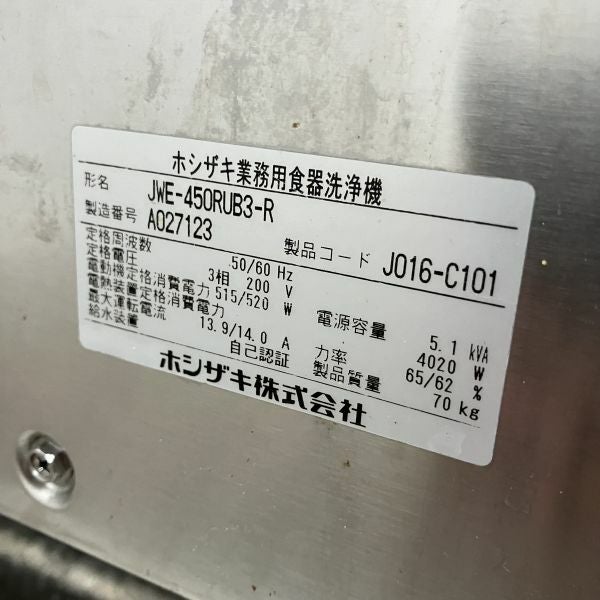 ホシザキ業務用食器洗浄機
形名 JWE-450RUB3-R
製造番号 A027123 製品コード J016-C101
定格周波数 50/60 Hz
定格電圧 3相 200 V 電源容量 5.1 kVA
電動機定格消費電力 515/520 W
電熱装置定格消費電力 4020 W
最大運転電流 13.9/14.0 A 力率 65/62 %
給水装置 自己認証 製品質量 70 kg
ホシザキ株式会社